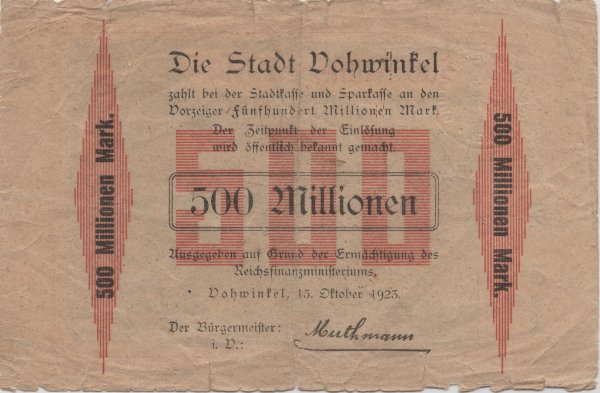 Die Stadt Vohwinkel
zahlt bei der Stadtkasse und Sparkasse an den
Vorzeiger Fünfhundert Millionen Mark.
Der Zeitpunkt der Einlösung
wird öffentlich bekannt gemacht.
500
500 Millionen
Ausgegeben auf Grund der Ermächtigung des
Reichsfinanzministeriums.
Vohwinkel, 15. Oktober 1923.
Der Bürgermeister:
i. V.:
Muthmann
500 Millionen Mark.
500 Millionen Mark.